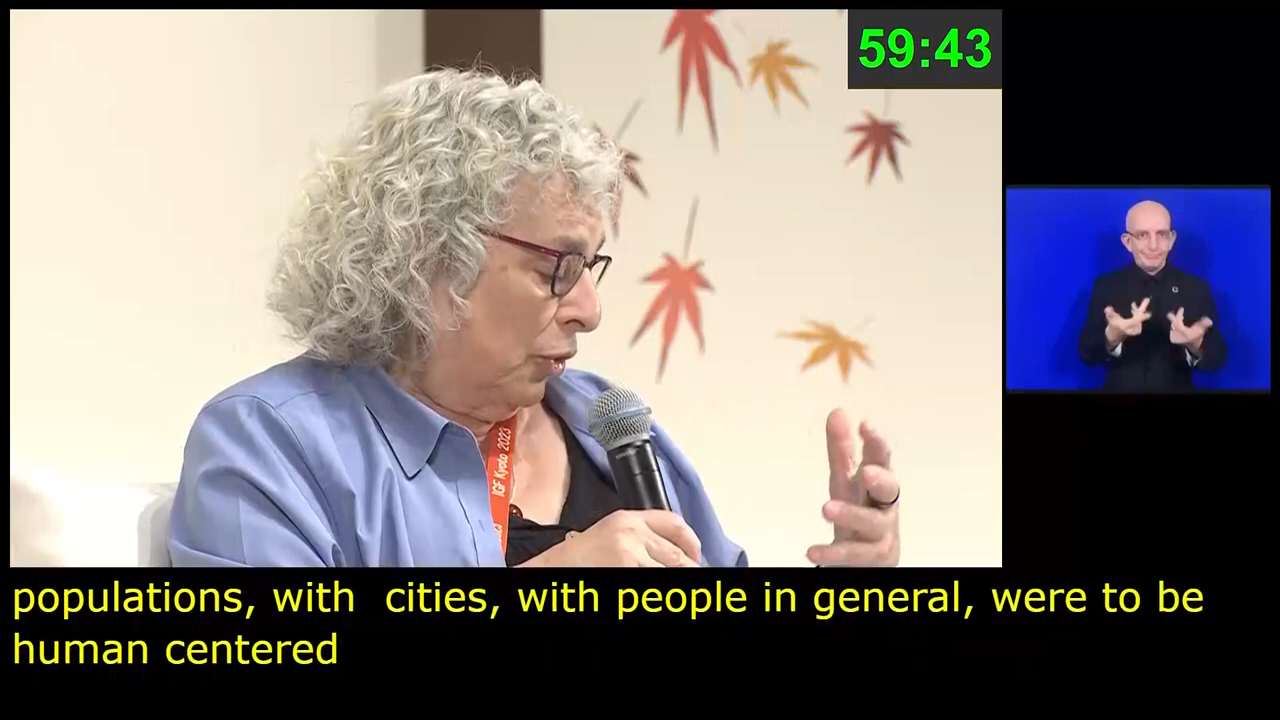 59:43
IGF Kyoto 2023
populations, with  cities, with people in general, were to be
human centered